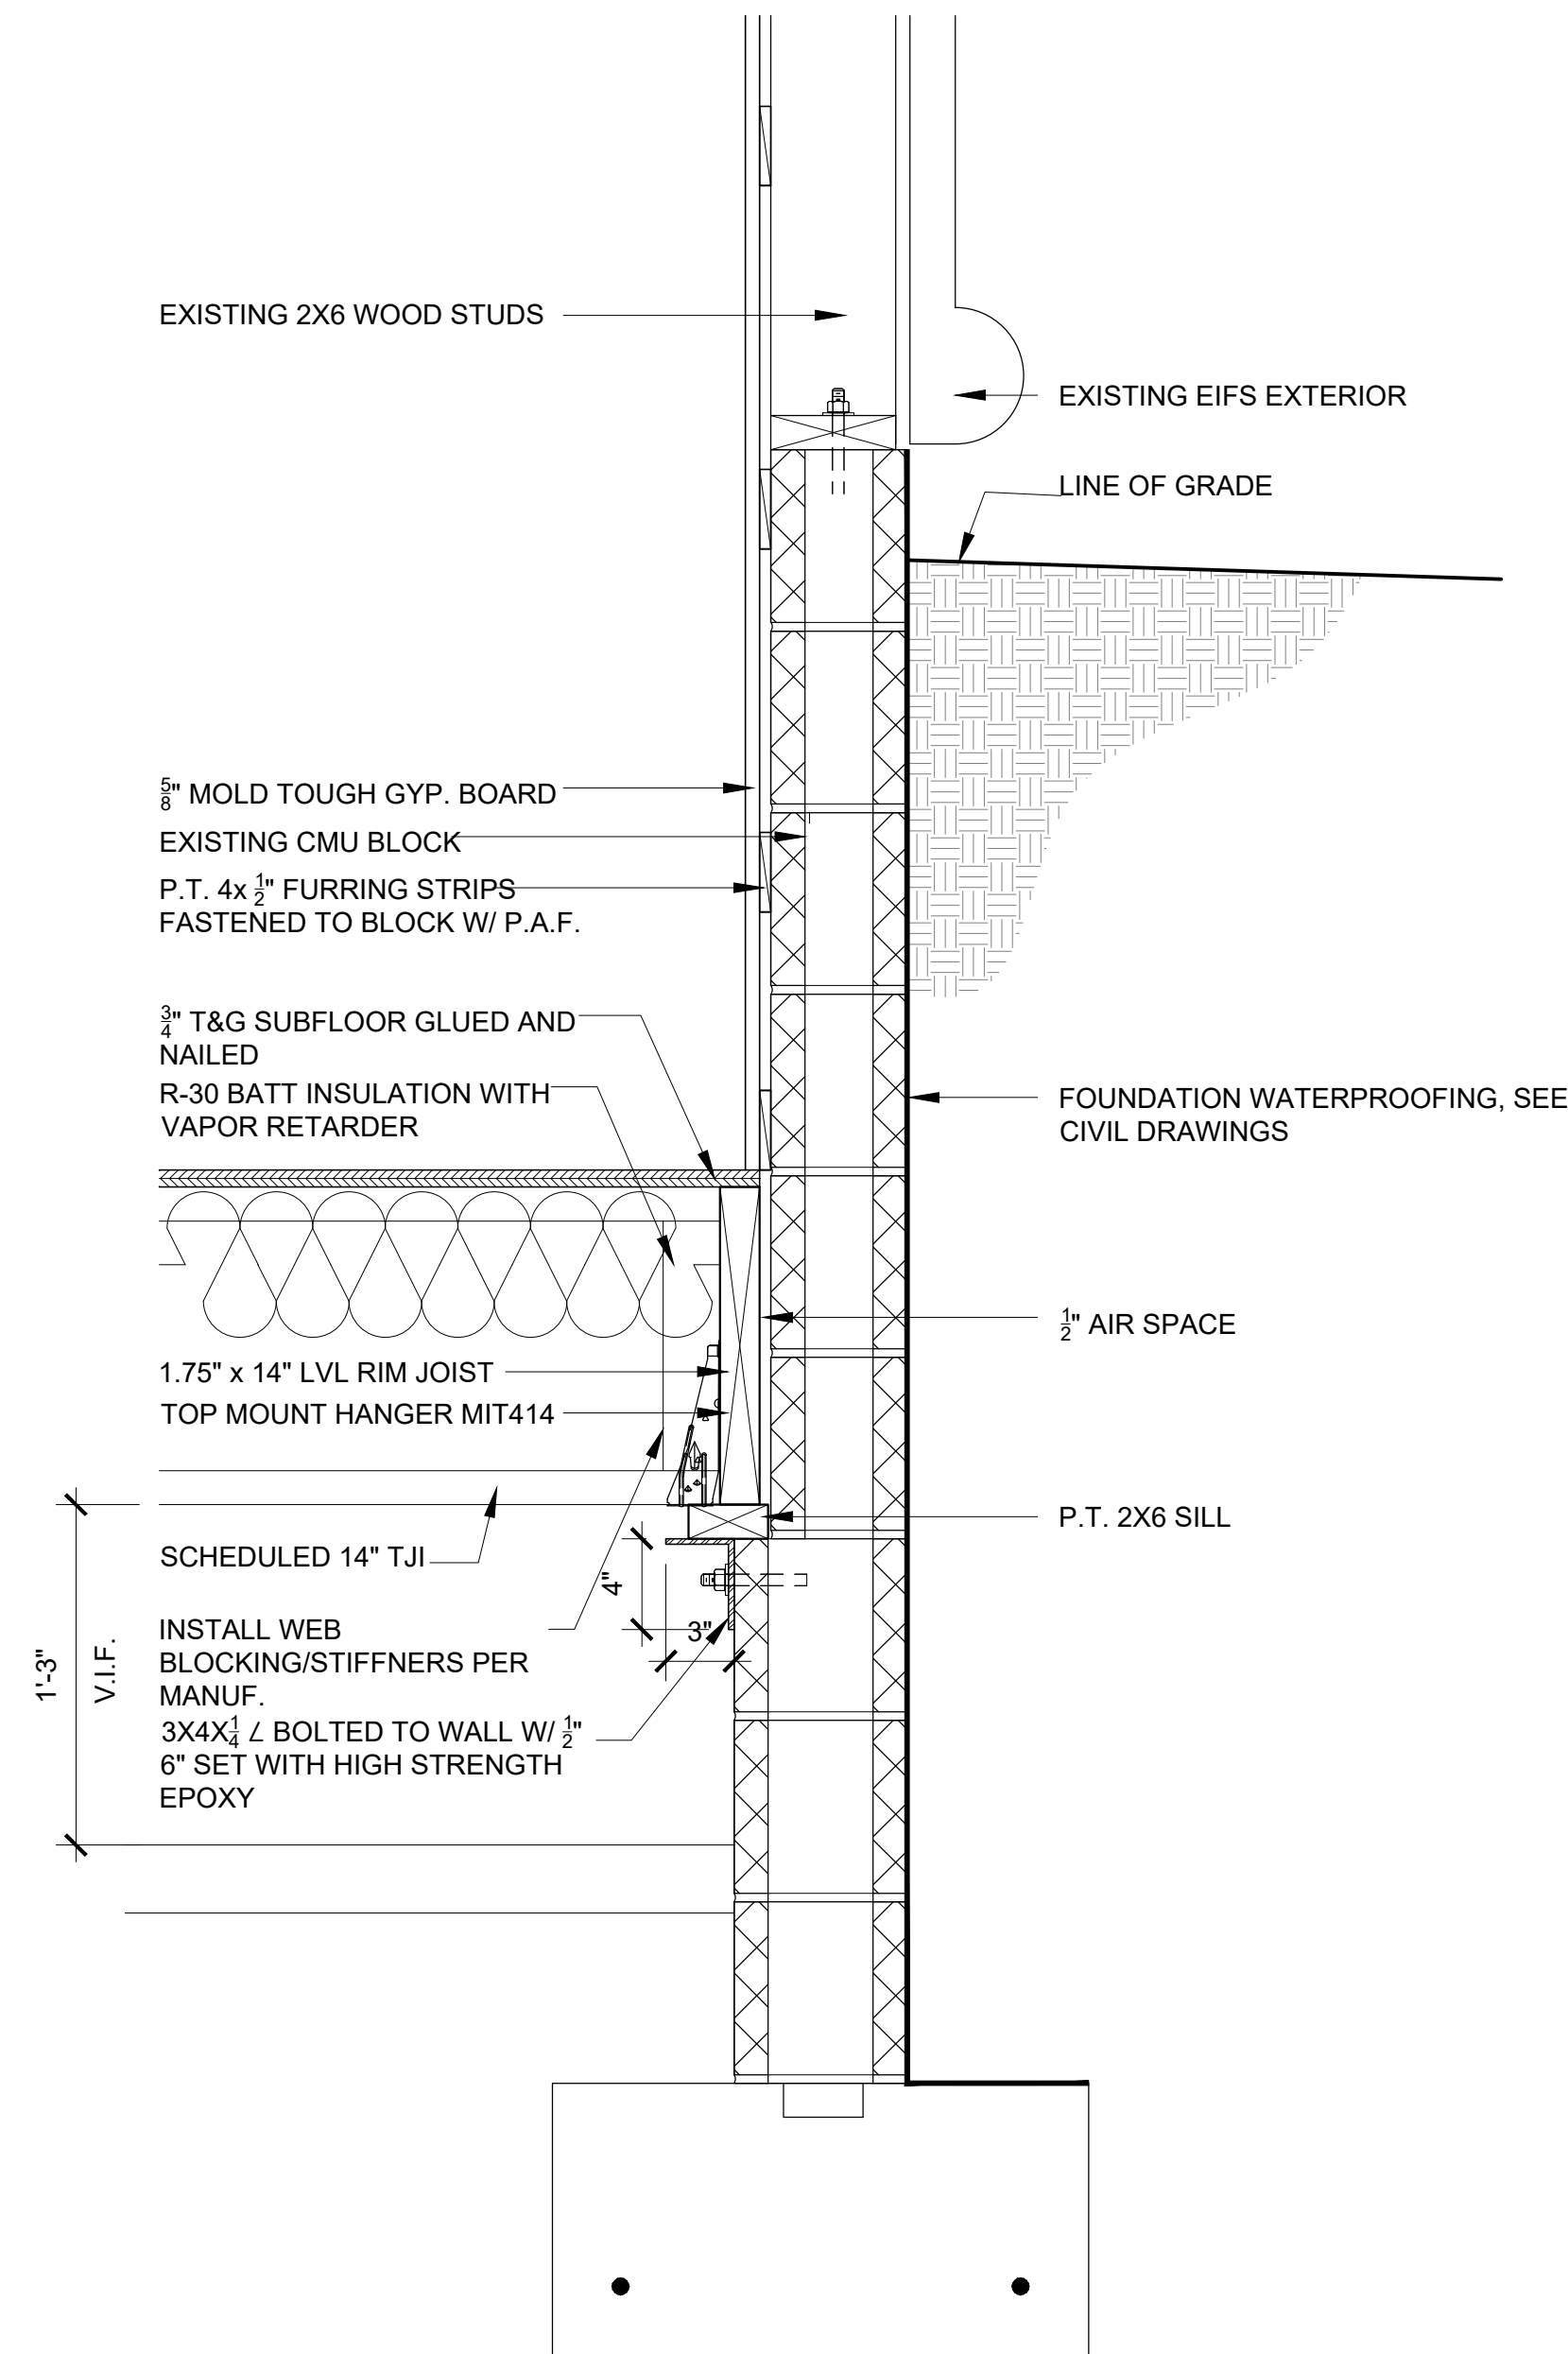 EXISTING 2X6 WOOD STUDS
EXISTING EIFS EXTERIOR
LINE OF GRADE
5/8" MOLD TOUGH GYP. BOARD
EXISTING CMU BLOCK
P.T. 4x 1/2" FURRING STRIPS
FASTENED TO BLOCK W/ P.A.F.
3/4" T&G SUBFLOOR GLUED AND
NAILED
R-30 BATT INSULATION WITH
VAPOR RETARDER
FOUNDATION WATERPROOFING, SEE
CIVIL DRAWINGS
1/2" AIR SPACE
1.75" x 14" LVL RIM JOIST
TOP MOUNT HANGER MIT414
P.T. 2X6 SILL
SCHEDULED 14" TJI
4"
3"
INSTALL WEB
BLOCKING/STIFFNERS PER
MANUF.
1'-3"
V.I.F.
3X4X1/4 ∠ BOLTED TO WALL W/ 1/2"
6" SET WITH HIGH STRENGTH
EPOXY